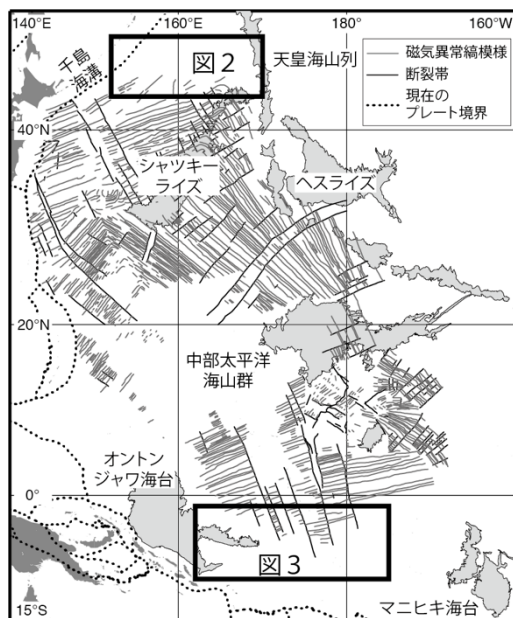 140°E 160°E 180° 160°W
千島
海溝
図2
天皇海山列
磁気異常縞模様
断裂帯
現在の
プレート境界
40°N
シャツキー
ライズ
ヘスライズ
20°N
中部太平洋
海山群
オントン
ジャワ海台
0°
図3
15°S
マニヒキ海台